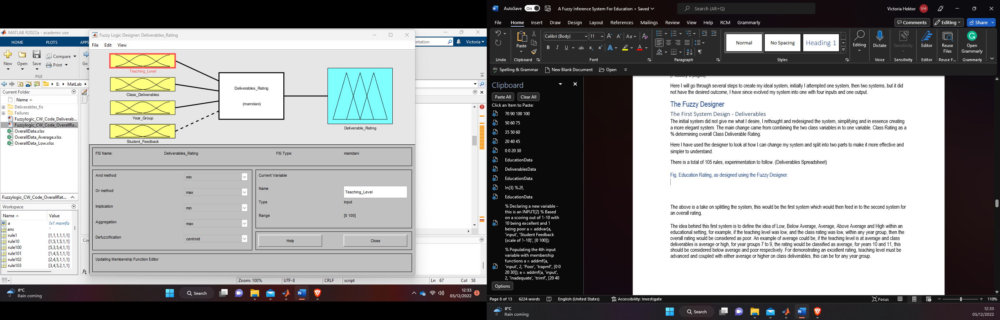 MATLAB R2022a - academic use
HOME
PLOTS
APPS
entation
Victoria
New
Open
Save
Compare
Print
Go
FILE
E:
MatLab
Current Folder
Name
Deliverables_fis
Failures
Fuzzylogic_CW_Code_Deliverab...
Fuzzylogic_CW_Code_OverallRa...
OverallData.xlsx
OverallData_Average.xlsx
OverallData_Low.xlsx
Fuzzylogic_CW_Code_OverallRat...
Workspace
Name
Value
a
1x1 mamfis
ans
''
rule1
[1,1,1,1,1,1]
rule10
[1,5,1,5,1,1]
rule100
[5,3,5,4,1,1]
rule101
[1,4,5,1,1,1]
rule102
[2,4,5,1,1,1]
rule103
[3,4,5,2,1,1]
Fuzzy Logic Designer: Deliverables_Rating
File
Edit
View
Teaching_Level
Class_Deliverables
Year_Group
Student_Feedback
Deliverables_Rating
(mamdani)
Deliverable_Rating
FIS Name:
Deliverables_Rating
FIS Type:
mamdani
And method
min
Or method
max
Implication
min
Aggregation
max
Defuzzification
centroid
Current Variable
Name
Teaching_Level
Type
input
Range
[0 100]
Help
Close
Updating Membership Function Editor
Cor
fx
Zoom: 100%
UTF-8
CRLF
script
Ln 67
Col 58
8°C
Rain coming
Search
12:33
05/12/2022
2
AutoSave
On
A Fuzzy Inference System For Education • Saved
Search (Alt+Q)
Victoria Hektor
VH
File
Home
Insert
Draw
Design
Layout
References
Mailings
Review
View
Help
RCM
Grammarly
Comments
Editing
Share
Undo
Paste
Clipboard
Calibri (Body)
11
Font
Paragraph
Normal
No Spacing
Heading 1
Styles
Editing
Dictate
Voice
Sensitivity
Sensitivity
Editor
Editor
Reuse
Files
Reuse F...
Open
Grammarly
Grammarly
Spelling & Grammar
New Blank Document
Open
Clipboard
Paste All
Clear All
Click an Item to Paste:
70 90 100 100
50 60 75
35 50 60
20 40 45
0 0 20 30
EducationData
DeliverablesData
EducationData
In(3) %.2f,
EducationData
% Declaring a new variable -
this is an INPUT(2) % Based
on a scoring out of 1-10 with
10 being excellent and 1
being poor a = addvar(a,
'input', 'Student Feedback
(scale of 1-10)', [0 100]);
% Populating the 4th input
variable with membership
functions a = addmf(a,
'input', 2, 'Poor', 'trapmf', [0 0
20 30]); a = addmf(a, 'input',
2, 'Inadequate', 'trimf', [20 40
Options
(Possibly 2 pages).
Here I will go through several steps to create my ideal system, initially I attempted one system, then two systems, but it did
not have the desired outcome, I have since evolved my system into one with four inputs and one output.
The Fuzzy Designer
The First System Design - Deliverables
The initial system did not give me what I desire, I rethought and redesigned the system, simplifying and in essence creating
a more elegant system. The main change came from combining the two class variables in to one variable. Class Rating as a
% determining overall Class Deliverable Rating.
Here I have used the designer to look at how I can change my system and split into two parts to make it more effective and
simpler to understand.
There is a total of 105 rules, experimentation to follow. (Deliverables Spreadsheet)
Fig. Education Rating, as designed using the Fuzzy Designer.
The above is a take on splitting the system, this would be the first system which would then feed in to the second system for
an overall rating.
The idea behind this first system is to define the idea of Low, Below Average, Average, Above Average and High within an
educational setting, for example, if the teaching level was low, and the class rating was low, within any year group, then the
overall rating would be considered as poor. An example of average could be, if the teaching level is at average and class
deliverables is average or high, for year groups 7 to 9, the rating would be classified as average, for years 10 and 11, this
should be considered below average and poor respectively. For demonstrating an excellent rating, teaching level must be
advanced and coupled with either average or higher on class deliverables, this can be for any year group.
Page 8 of 13
6224 words
English (United States)
Accessibility: Investigate
Focus
110%
8°C
Rain coming
Search
12:33
05/12/2022